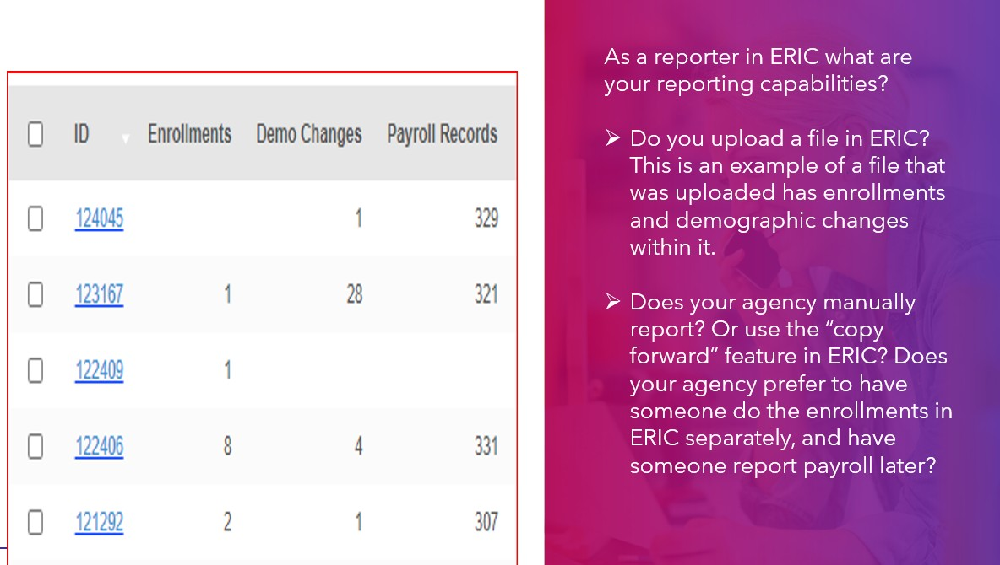 ID Enrollments Demo Changes Payroll Records
124045 1 329
123167 1 28 321
122409 1
122406 8 4 331
121292 2 1 307
As a reporter in ERIC what are
your reporting capabilities?
➢ Do you upload a file in ERIC?
This is an example of a file that
was uploaded has enrollments
and demographic changes
within it.
➢ Does your agency manually
report? Or use the “copy
forward” feature in ERIC? Does
your agency prefer to have
someone do the enrollments in
ERIC separately, and have
someone report payroll later?